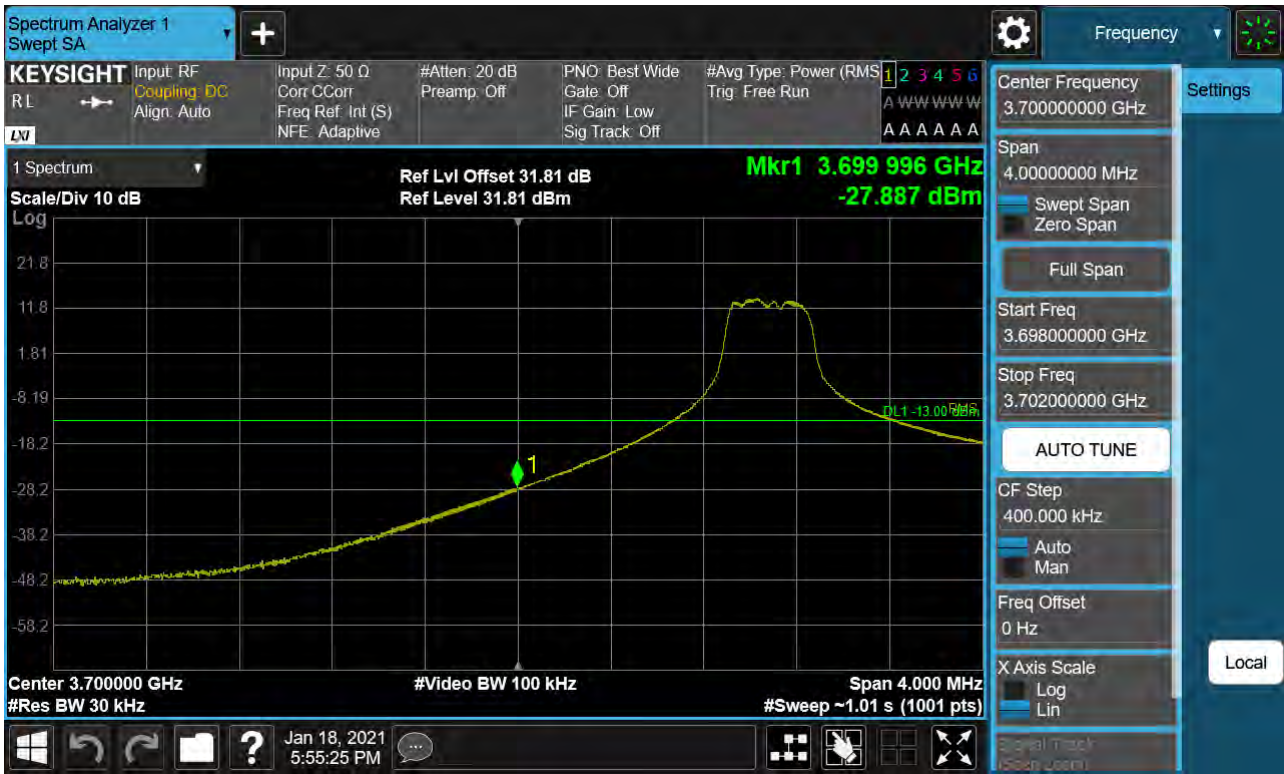 Spectrum Analyzer 1
Swept SA
+
Frequency
KEYSIGHT
RL
LXI
Input: RF
Coupling: DC
Align: Auto
Input Z: 50 Ω
Corr CCorr
Freq Ref: Int (S)
NFE: Adaptive
#Atten: 20 dB
Preamp: Off
PNO: Best Wide
Gate: Off
IF Gain: Low
Sig Track: Off
#Avg Type: Power (RMS
Trig: Free Run
1 2 3 4 5 6
A W W W W W
A A A A A A
1 Spectrum
Scale/Div 10 dB
Log
Ref Lvl Offset 31.81 dB
Ref Level 31.81 dBm
Mkr1 3.699 996 GHz
-27.887 dBm
21.8
11.8
1.81
-8.19
-18.2
-28.2
-38.2
-48.2
-58.2
1
DL1 -13.00 dBm
RMS
Center 3.700000 GHz
#Res BW 30 kHz
#Video BW 100 kHz
Span 4.000 MHz
#Sweep ~1.01 s (1001 pts)
Center Frequency
3.700000000 GHz
Span
4.00000000 MHz
Swept Span
Zero Span
Full Span
Start Freq
3.698000000 GHz
Stop Freq
3.702000000 GHz
AUTO TUNE
CF Step
400.000 kHz
Auto
Man
Freq Offset
0 Hz
X Axis Scale
Log
Lin
Signal Track
(Span Zoom)
Settings
Local
?
Jan 18, 2021
5:55:25 PM